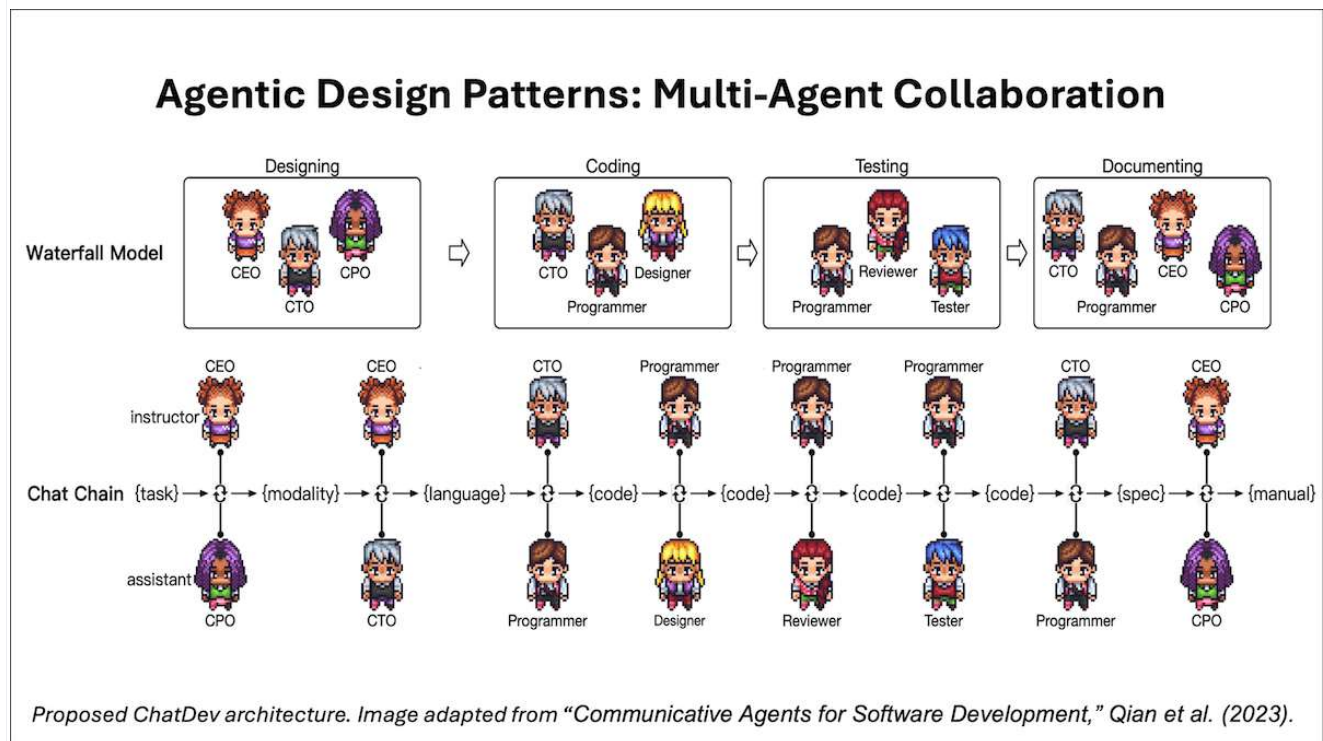 Agentic Design Patterns: Multi-Agent Collaboration
Designing Coding Testing Documenting
Waterfall Model
CEO CTO CPO
CTO Programmer Designer
Programmer Reviewer Tester
CTO Programmer CEO CPO
CEO CEO CTO Programmer Programmer Programmer CTO CEO
instructor
Chat Chain {task} {modality} {language} {code} {code} {code} {code} {spec} {manual}
assistant
CPO CTO Programmer Designer Reviewer Tester Programmer CPO
Proposed ChatDev architecture. Image adapted from “Communicative Agents for Software Development,” Qian et al. (2023).